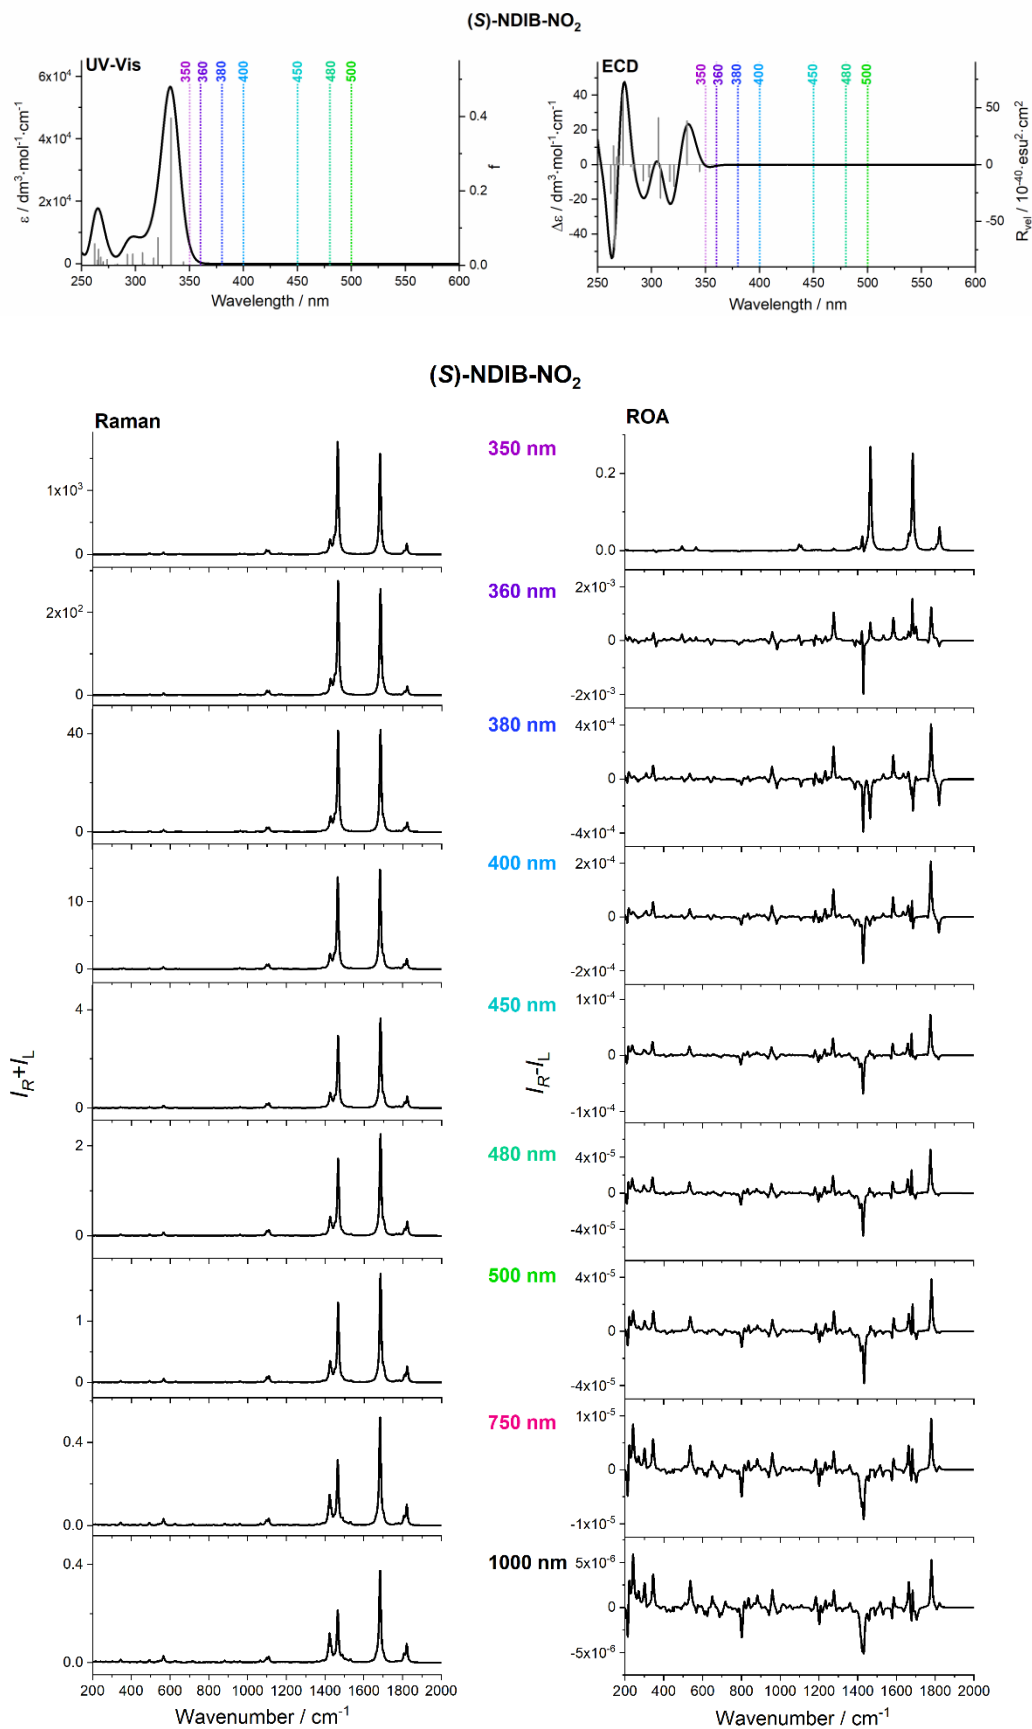 (S)-NDIB-NO₂
UV-Vis
350 360 380 400 450 480 500
6x10⁴
4x10⁴
2x10⁴
0
ε / dm³·mol⁻¹·cm⁻¹
0.4
0.2
0.0
f
250 300 350 400 450 500 550 600
Wavelength / nm
ECD
350 360 380 400 450 480 500
40
20
0
-20
-40
Δε / dm³·mol⁻¹·cm⁻¹
50
0
-50
R_vel / 10⁻⁴⁰·esu²·cm²
250 300 350 400 450 500 550 600
Wavelength / nm
(S)-NDIB-NO₂
Raman
ROA
350 nm
1x10³
0
0.2
0.0
360 nm
2x10²
0
2x10⁻³
0
-2x10⁻³
380 nm
40
0
4x10⁻⁴
0
-4x10⁻⁴
400 nm
10
0
2x10⁻⁴
0
-2x10⁻⁴
450 nm
4
0
1x10⁻⁴
0
-1x10⁻⁴
I_R+I_L
I_R-I_L
480 nm
2
0
4x10⁻⁵
0
-4x10⁻⁵
500 nm
1
0
4x10⁻⁵
0
-4x10⁻⁵
750 nm
0.4
0.0
1x10⁻⁵
0
-1x10⁻⁵
1000 nm
0.4
0.0
5x10⁻⁶
0
-5x10⁻⁶
200 400 600 800 1000 1200 1400 1600 1800 2000
Wavenumber / cm⁻¹
200 400 600 800 1000 1200 1400 1600 1800 2000
Wavenumber / cm⁻¹